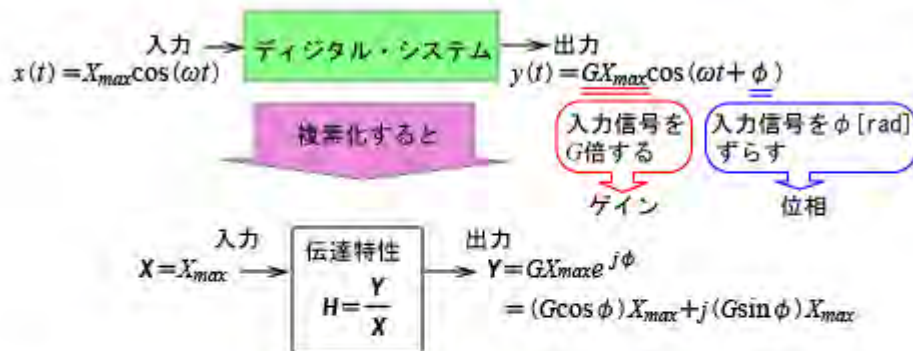 入力
ディジタル・システム
出力
x(t)=X_max cos(ωt)
y(t)=GX_max cos(ωt+φ)
複素化すると
入力信号を
G倍する
入力信号をφ[rad]
ずらす
ゲイン
位相
入力
伝達特性
出力
X=X_max
H=Y/X
Y=GX_max e^{jφ}
=(Gcosφ)X_max+j(Gsinφ)X_max